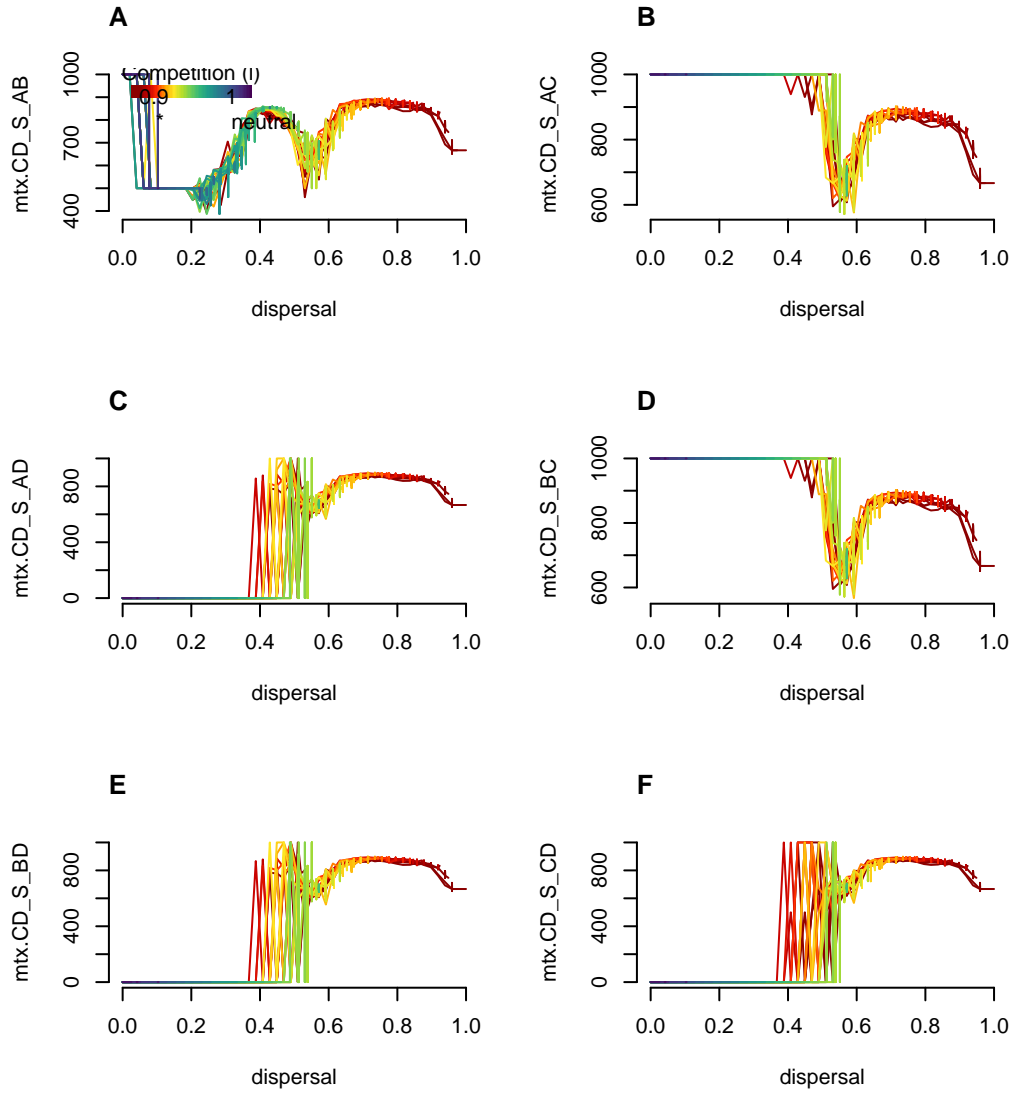 A
mtx.CD_S_AB
400
700
1000
Competition (l)
0.9
1
*
neutral
0.0 0.2 0.4 0.6 0.8 1.0
dispersal
B
mtx.CD_S_AC
600
800
1000
0.0 0.2 0.4 0.6 0.8 1.0
dispersal
C
mtx.CD_S_AD
0
400
800
0.0 0.2 0.4 0.6 0.8 1.0
dispersal
D
mtx.CD_S_BC
600
800
1000
0.0 0.2 0.4 0.6 0.8 1.0
dispersal
E
mtx.CD_S_BD
0
400
800
0.0 0.2 0.4 0.6 0.8 1.0
dispersal
F
mtx.CD_S_CD
0
400
800
0.0 0.2 0.4 0.6 0.8 1.0
dispersal